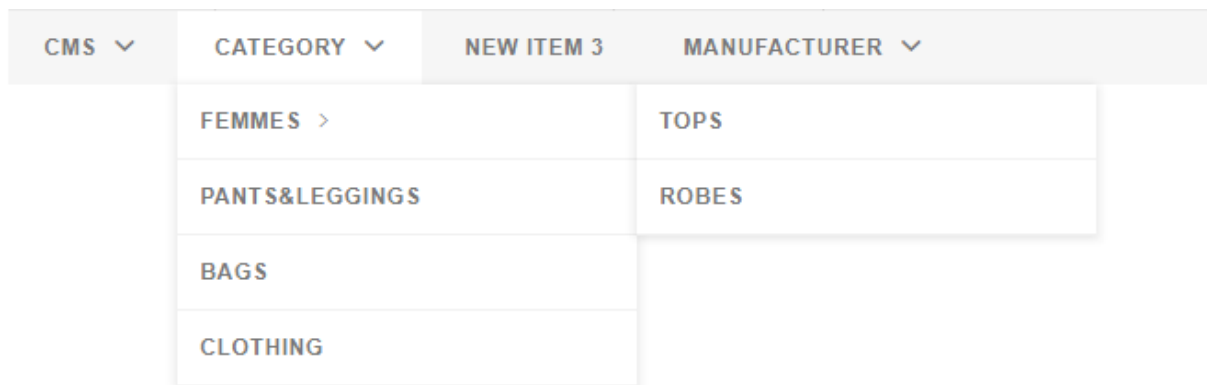 CMS
CATEGORY
NEW ITEM 3
MANUFACTURER
FEMMES >
TOPS
PANTS&LEGGINGS
ROBES
BAGS
CLOTHING